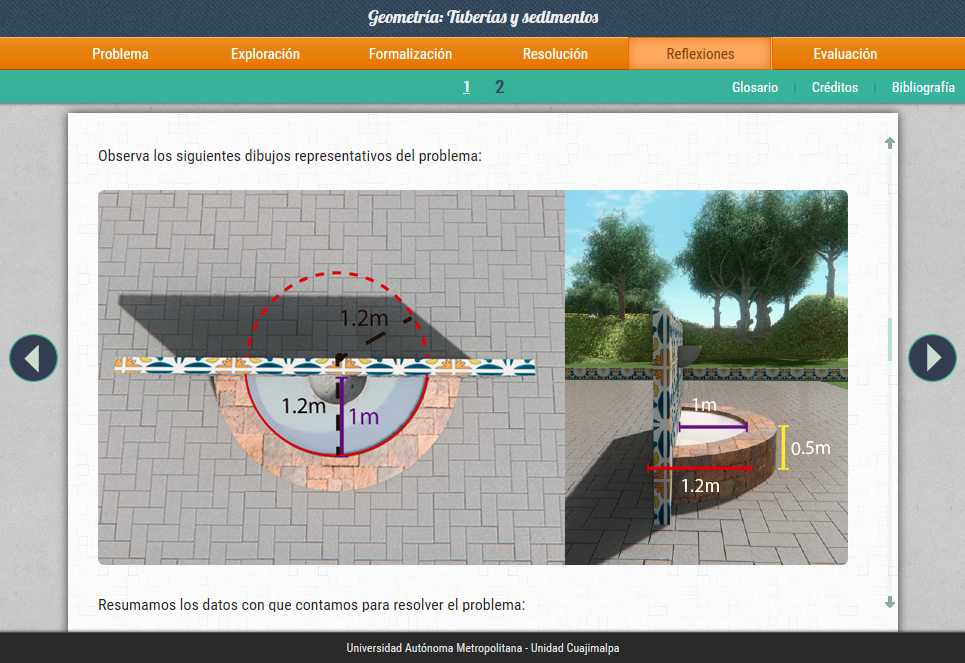 Geometría: Tuberías y sedimentos
Problema Exploración Formalización Resolución Reflexiones Evaluación
1 2 Glosario | Créditos | Bibliografía
Observa los siguientes dibujos representativos del problema:
1.2m
1.2m 1m
1m
0.5m
1.2m
Resumamos los datos con que contamos para resolver el problema:
Universidad Autónoma Metropolitana - Unidad Cuajimalpa